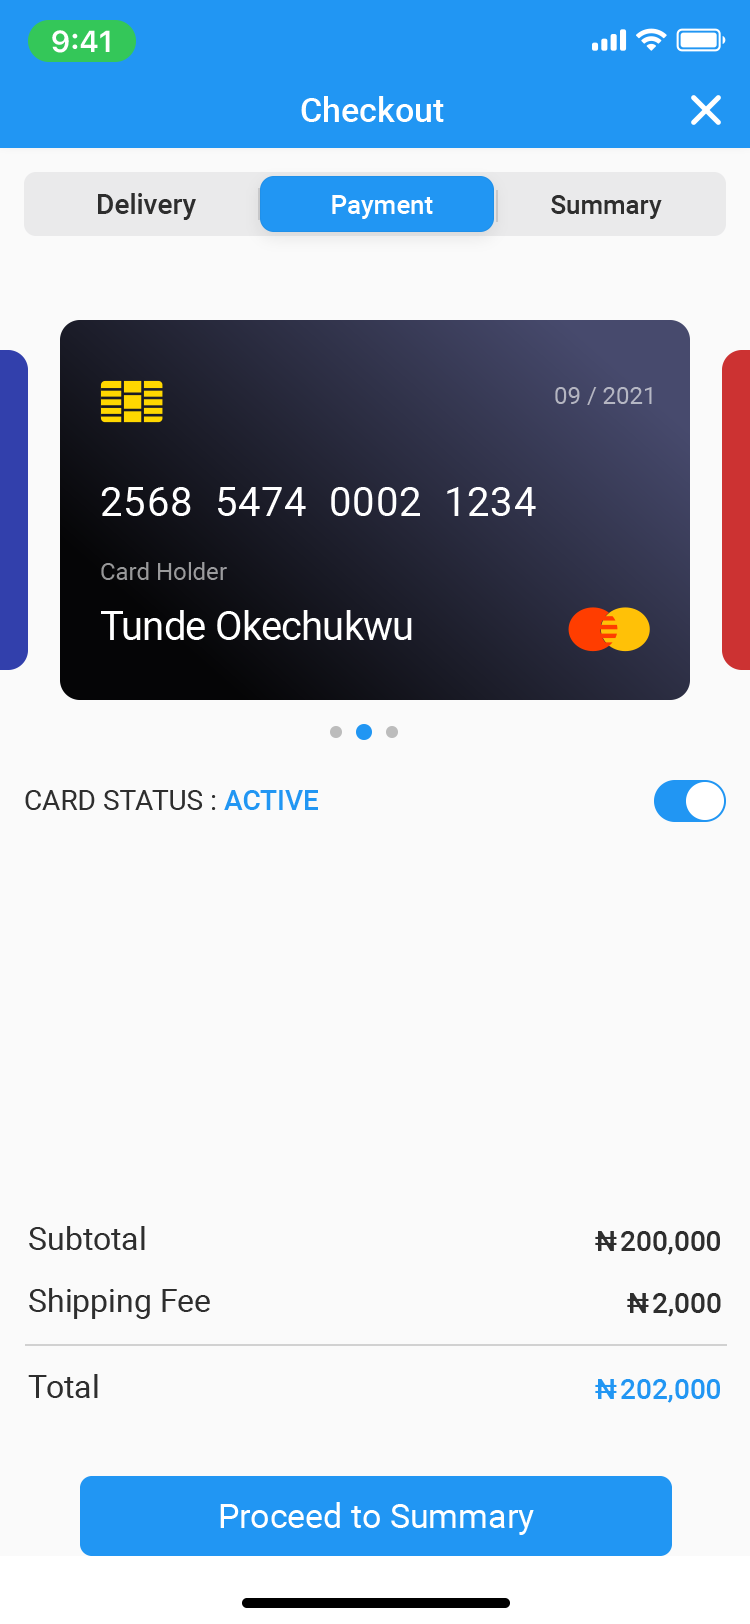 9:41
Checkout
Delivery Payment Summary
09 / 2021
2568 5474 0002 1234
Card Holder
Tunde Okechukwu
CARD STATUS : ACTIVE
Subtotal ₦200,000
Shipping Fee ₦2,000
Total ₦202,000
Proceed to Summary